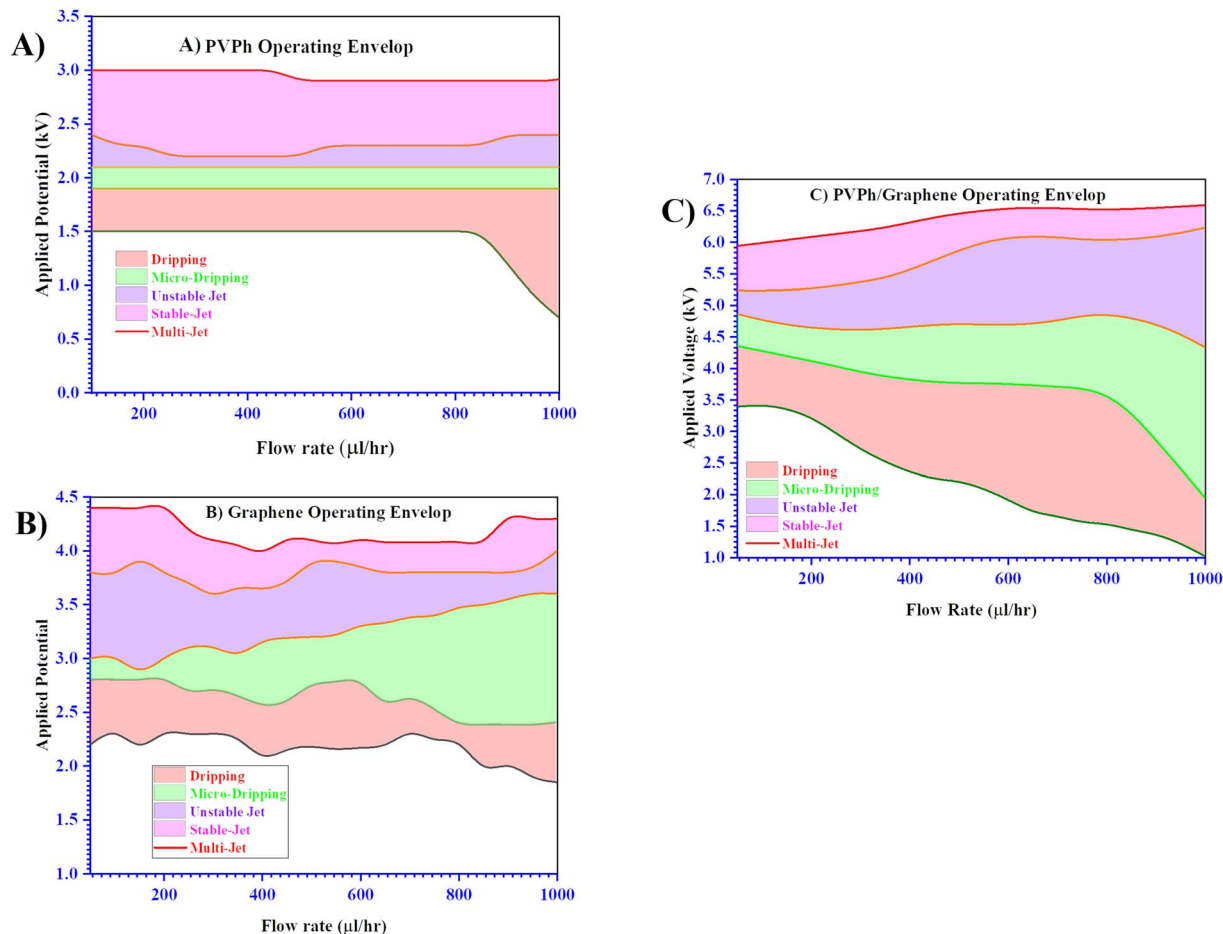 A)
A) PVPh Operating Envelop
3.5
3.0
2.5
2.0
1.5
1.0
0.5
0.0
Applied Potential (kV)
Dripping
Micro-Dripping
Unstable Jet
Stable-Jet
Multi-Jet
200 400 600 800 1000
Flow rate (μl/hr)
B)
B) Graphene Operating Envelop
4.5
4.0
3.5
3.0
2.5
2.0
1.5
1.0
Applied Potential
Dripping
Micro-Dripping
Unstable Jet
Stable-Jet
Multi-Jet
200 400 600 800 1000
Flow rate (μl/hr)
C)
C) PVPh/Graphene Operating Envelop
7.0
6.5
6.0
5.5
5.0
4.5
4.0
3.5
3.0
2.5
2.0
1.5
1.0
Applied Voltage (kV)
Dripping
Micro-Dripping
Unstable Jet
Stable-Jet
Multi-Jet
200 400 600 800 1000
Flow Rate (μl/hr)